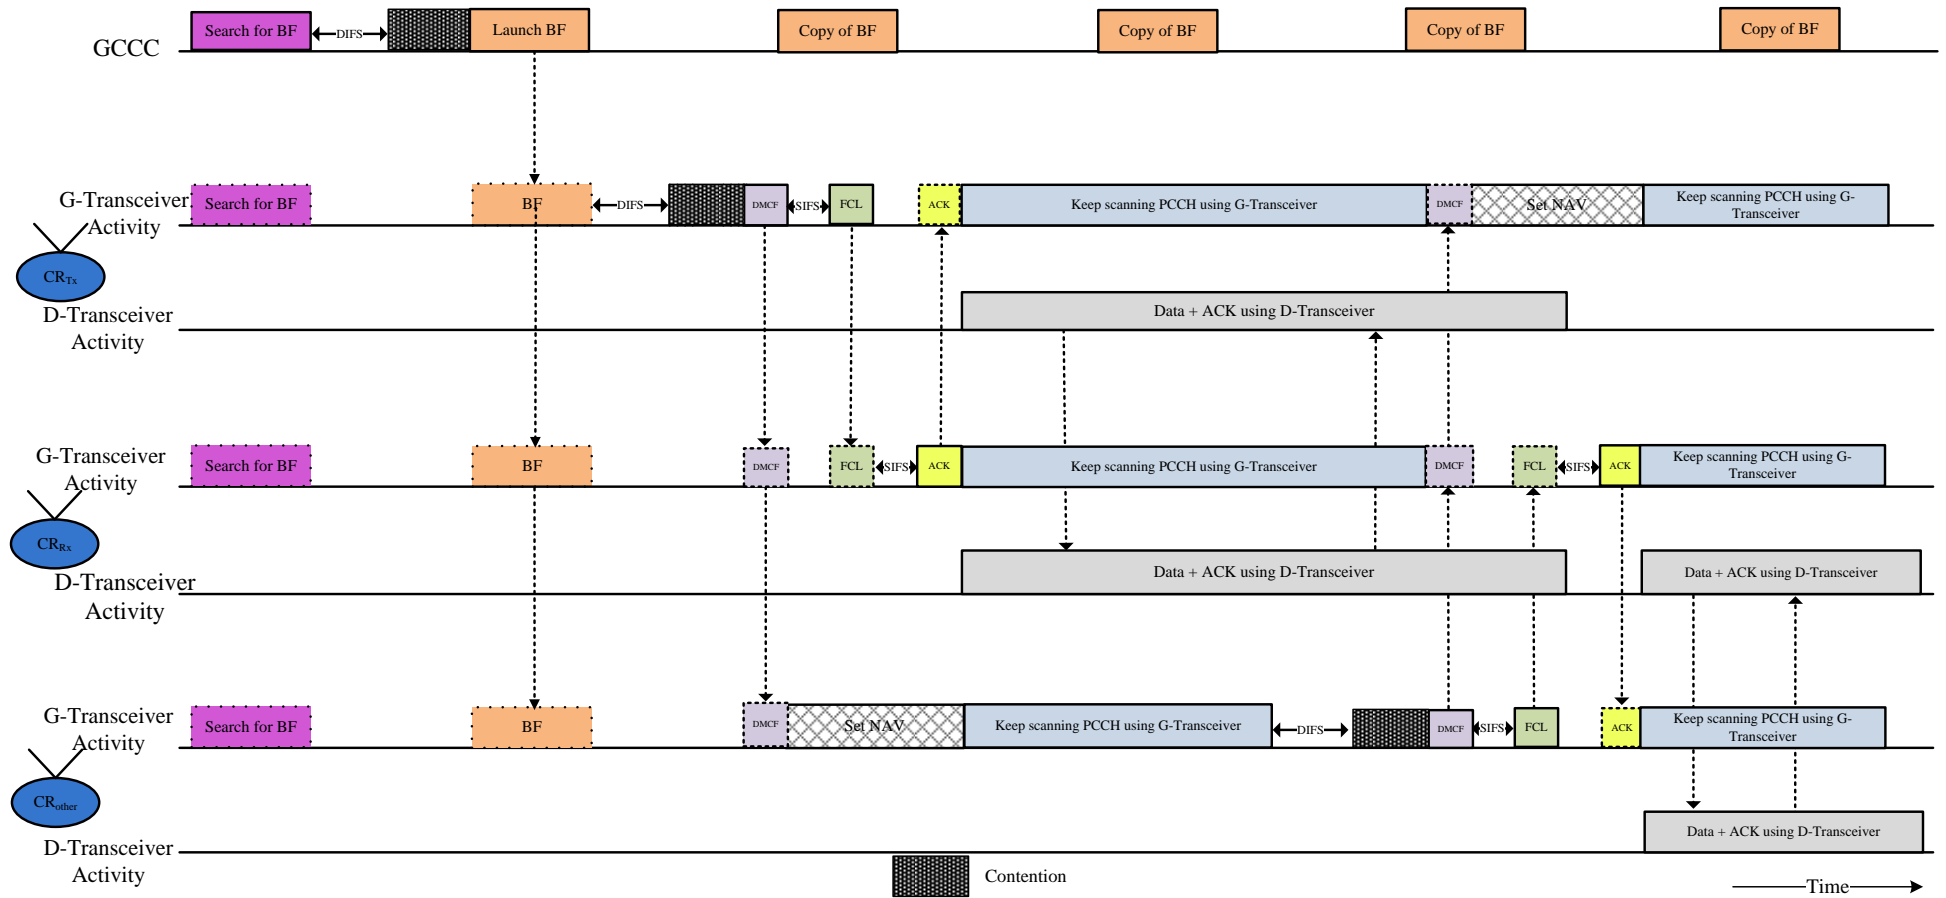 Search for BF
DIFS
Launch BF
Copy of BF
Copy of BF
Copy of BF
Copy of BF
GCCC
G-Transceiver
Activity
Search for BF
BF
DIFS
DMCF
SIFS
FCL
ACK
Keep scanning PCCH using G-Transceiver
DMCF
Set NAV
Keep scanning PCCH using G-
Transceiver
CRTx
D-Transceiver
Activity
Data + ACK using D-Transceiver
G-Transceiver
Activity
Search for BF
BF
DMCF
FCL
SIFS
ACK
Keep scanning PCCH using G-Transceiver
DMCF
FCL
SIFS
ACK
Keep scanning PCCH using G-
Transceiver
CRRx
D-Transceiver
Activity
Data + ACK using D-Transceiver
Data + ACK using D-Transceiver
G-Transceiver
Activity
Search for BF
BF
DMCF
Set NAV
Keep scanning PCCH using G-Transceiver
DIFS
DMCF
SIFS
FCL
ACK
Keep scanning PCCH using G-
Transceiver
CRother
D-Transceiver
Activity
Data + ACK using D-Transceiver
Contention
Time